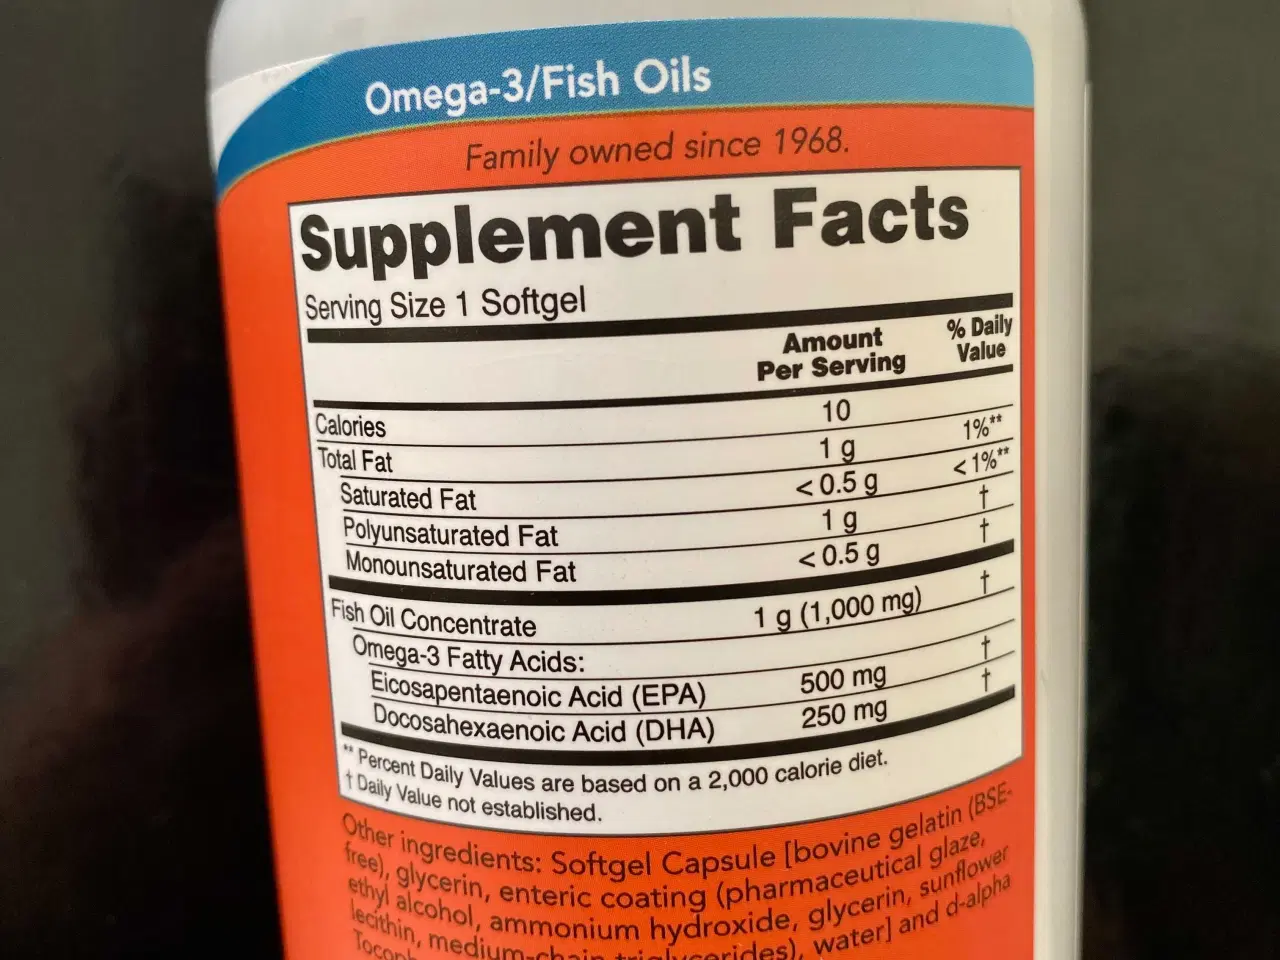 Omega-3/Fish Oils
Family owned since 1968.
Supplement Facts
Serving Size 1 Softgel
Amount Per Serving % Daily Value
Calories 10
Total Fat 1 g 1%**
Saturated Fat < 0.5 g < 1%**
Polyunsaturated Fat 1 g †
Monounsaturated Fat < 0.5 g †
Fish Oil Concentrate 1 g (1,000 mg) †
Omega-3 Fatty Acids:
Eicosapentaenoic Acid (EPA) 500 mg †
Docosahexaenoic Acid (DHA) 250 mg †
** Percent Daily Values are based on a 2,000 calorie diet.
† Daily Value not established.
Other ingredients: Softgel Capsule [bovine gelatin (BSE-
free), glycerin, enteric coating (pharmaceutical glaze,
ethyl alcohol, ammonium hydroxide, glycerin, sunflower
lecithin, medium-chain triglycerides), water] and d-alpha